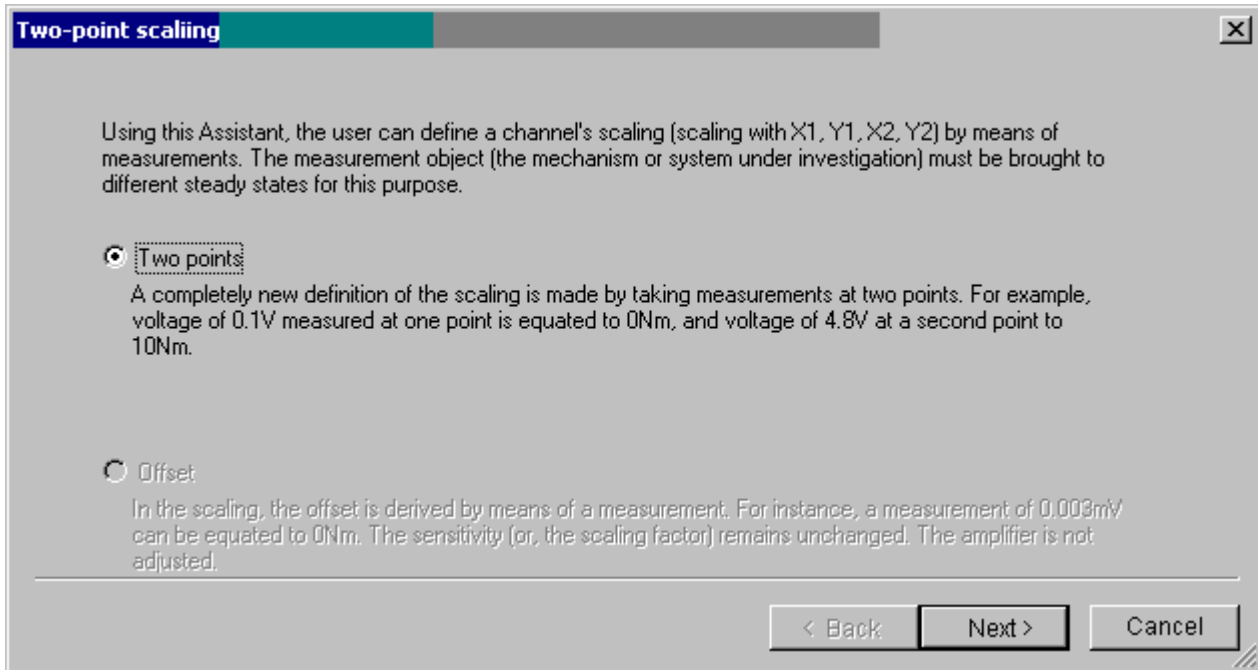 Two-point scaliing
Using this Assistant, the user can define a channel's scaling (scaling with X1, Y1, X2, Y2) by means of
measurements. The measurement object (the mechanism or system under investigation) must be brought to
different steady states for this purpose.
Two points
A completely new definition of the scaling is made by taking measurements at two points. For example,
voltage of 0.1V measured at one point is equated to 0Nm, and voltage of 4.8V at a second point to
10Nm.
Offset
In the scaling, the offset is derived by means of a measurement. For instance, a measurement of 0.003mV
can be equated to 0Nm. The sensitivity (or, the scaling factor) remains unchanged. The amplifier is not
adjusted.
< Back
Next >
Cancel